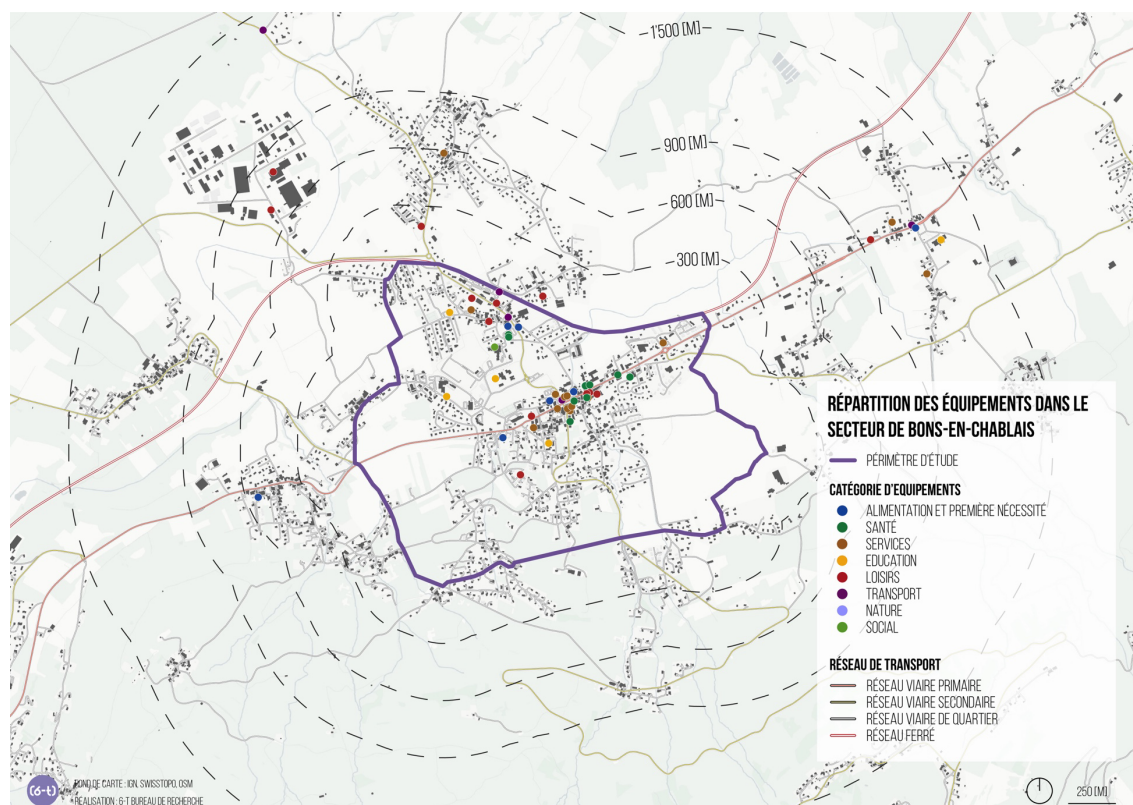 1'500 [M]
900 [M]
600 [M]
300 [M]
RÉPARTITION DES ÉQUIPEMENTS DANS LE
SECTEUR DE BONS-EN-CHABLAIS
PÉRIMÈTRE D'ÉTUDE
CATÉGORIE D'EQUIPEMENTS
ALIMENTATION ET PREMIÈRE NÉCESSITÉ
SANTÉ
SERVICES
EDUCATION
LOISIRS
TRANSPORT
NATURE
SOCIAL
RÉSEAU DE TRANSPORT
RÉSEAU VIAIRE PRIMAIRE
RÉSEAU VIAIRE SECONDAIRE
RÉSEAU VIAIRE DE QUARTIER
RÉSEAU FERRÉ
(6-t)
FOND DE CARTE : IGN, SWISSTOPO, OSM
RÉALISATION : 6-T BUREAU DE RECHERCHE
250 [M]